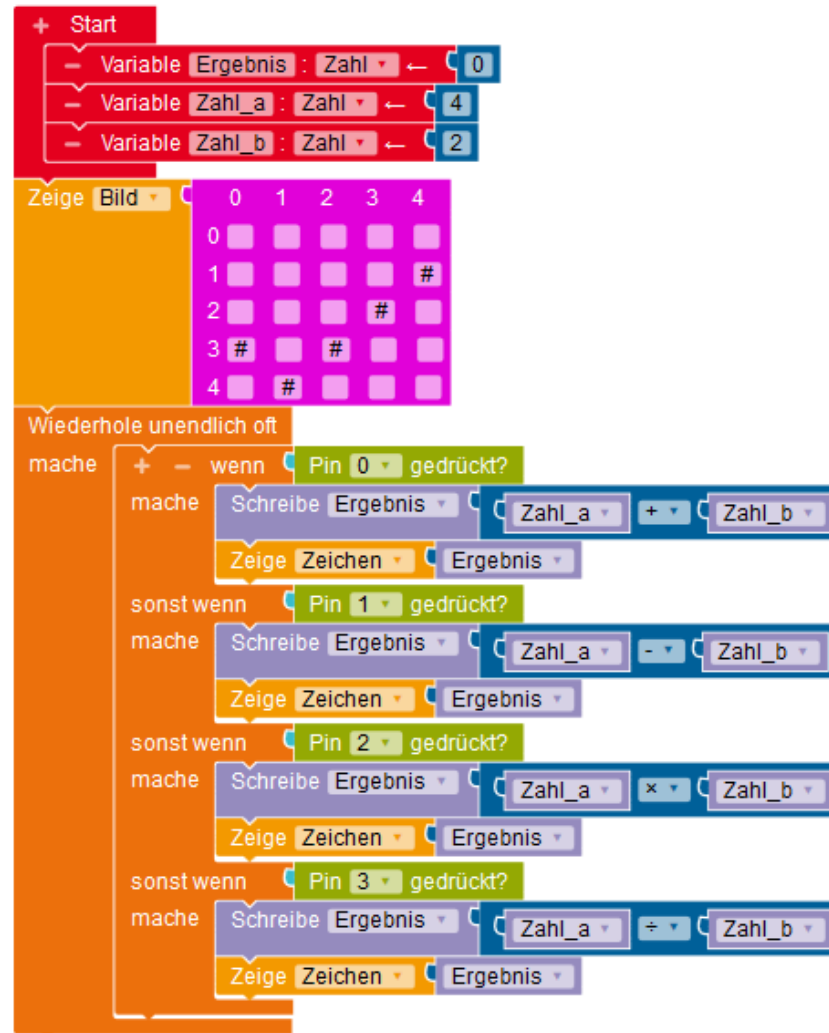 + Start
− Variable Ergebnis : Zahl ← 0
− Variable Zahl_a : Zahl ← 4
− Variable Zahl_b : Zahl ← 2
Zeige Bild 0 1 2 3 4
0
1 #
2 #
3 # #
4 #
Wiederhole unendlich oft
mache + − wenn Pin 0 gedrückt?
mache Schreibe Ergebnis Zahl_a + Zahl_b
Zeige Zeichen Ergebnis
sonst wenn Pin 1 gedrückt?
mache Schreibe Ergebnis Zahl_a - Zahl_b
Zeige Zeichen Ergebnis
sonst wenn Pin 2 gedrückt?
mache Schreibe Ergebnis Zahl_a × Zahl_b
Zeige Zeichen Ergebnis
sonst wenn Pin 3 gedrückt?
mache Schreibe Ergebnis Zahl_a ÷ Zahl_b
Zeige Zeichen Ergebnis